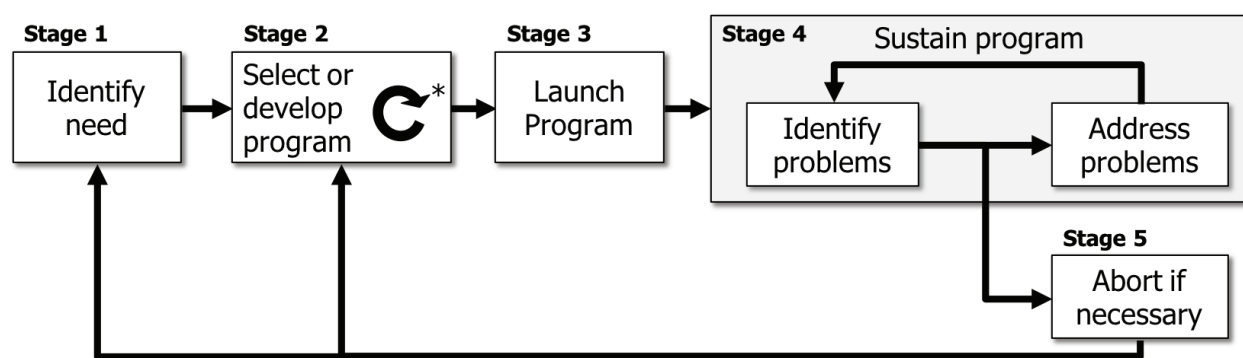 Stage 1
Identify
need
Stage 2
Select or
develop
program
*
Stage 3
Launch
Program
Stage 4
Sustain program
Identify
problems
Address
problems
Stage 5
Abort if
necessary